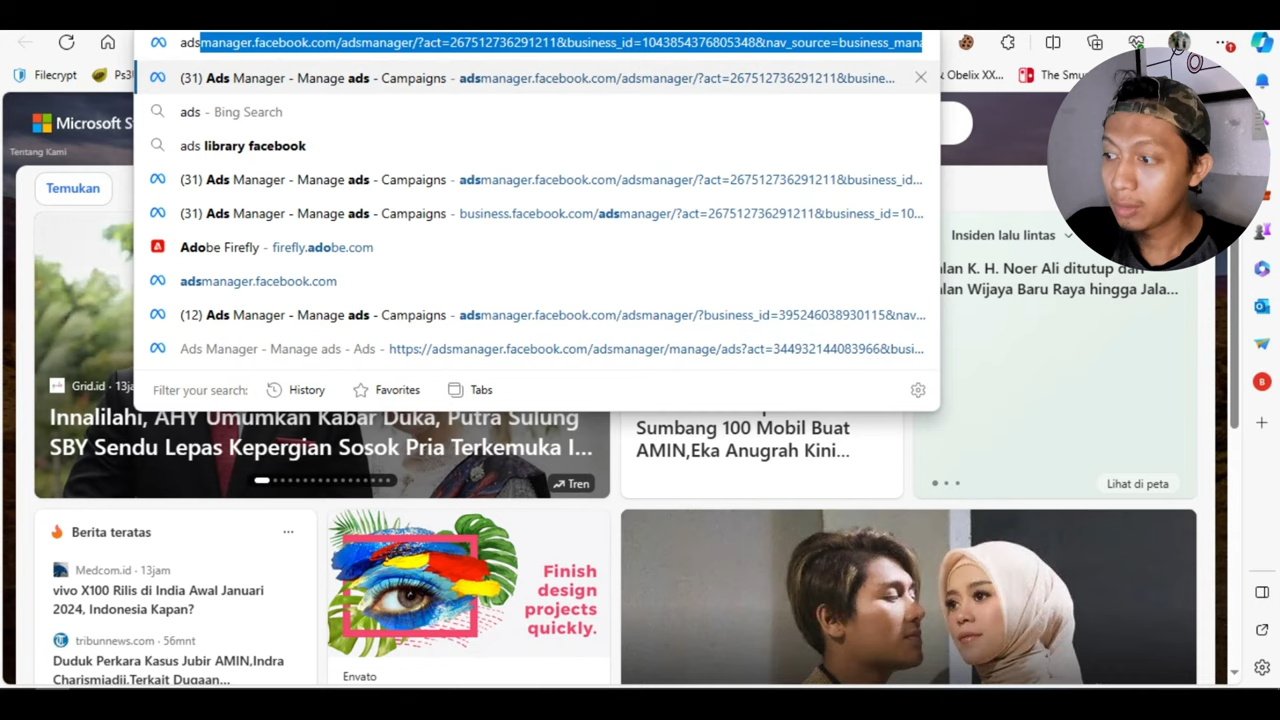 adsmanager.facebook.com/adsmanager/?act=267512736291211&business_id=10438543768053​48&nav_source=business_mana
Filecrypt
(31) Ads Manager - Manage ads - Campaigns - adsmanager.facebook.com/adsmanager/?act=267512736291211&busine...
& Obelix XX...
The Smu
ads - Bing Search
Microsoft S
ads library facebook
Tentang Kami
(31) Ads Manager - Manage ads - Campaigns - adsmanager.facebook.com/adsmanager/?act=267512736291211&business_id...
Temukan
(31) Ads Manager - Manage ads - Campaigns - business.facebook.com/adsmanager/?act=267512736291211&business_id=10...
Insiden lalu lintas
Adobe Firefly - firefly.adobe.com
alan K. H. Noer Ali ditutup dari
adsmanager.facebook.com
alan Wijaya Baru Raya hingga Jala...
(12) Ads Manager - Manage ads - Campaigns - adsmanager.facebook.com/adsmanager/?business_id=395246038930115&nav...
Ads Manager - Manage ads - Ads - https://adsmanager.facebook.com/adsmanager/manage/ads?act=344932144083966&busi...
Filter your search:
History
Favorites
Tabs
Grid.id · 13ja
Innalilahi, AHY Umumkan Kabar Duka, Putra Sulung
SBY Sendu Lepas Kepergian Sosok Pria Terkemuka I...
Tren
Sumbang 100 Mobil Buat
AMIN,Eka Anugrah Kini...
Lihat di peta
Berita teratas
Medcom.id · 13jam
vivo X100 Rilis di India Awal Januari
2024, Indonesia Kapan?
tribunnews.com · 56mnt
Duduk Perkara Kasus Jubir AMIN,Indra
Charismiadji,Terkait Dugaan...
Finish
design
projects
quickly.
Envato